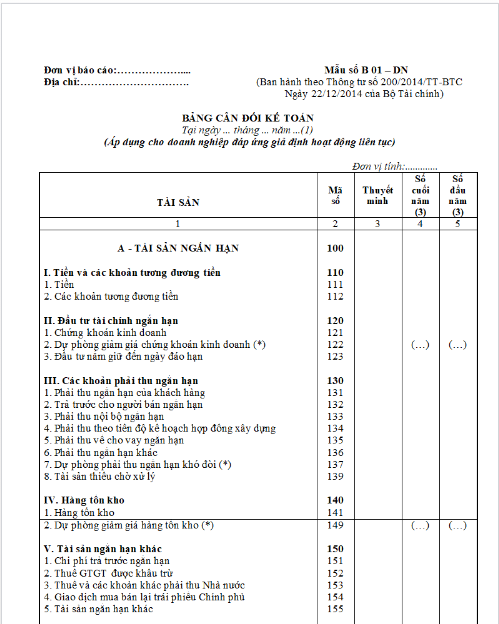 Đơn vị báo cáo:………………....
Địa chỉ:……………………….
Mẫu số B 01 – DN
(Ban hành theo Thông tư số 200/2014/TT-BTC
Ngày 22/12/2014 của Bộ Tài chính)
BẢNG CÂN ĐỐI KẾ TOÁN
Tại ngày ... tháng ... năm ...(1)
(Áp dụng cho doanh nghiệp đáp ứng giả định hoạt động liên tục)
Đơn vị tính:.............
TÀI SẢN Mã số Thuyết minh Số cuối năm (3) Số đầu năm (3)
1 2 3 4 5
A - TÀI SẢN NGẮN HẠN 100
I. Tiền và các khoản tương đương tiền 110
1. Tiền 111
2. Các khoản tương đương tiền 112
II. Đầu tư tài chính ngắn hạn 120
1. Chứng khoán kinh doanh 121
2. Dự phòng giảm giá chứng khoán kinh doanh (*) 122 (…) (…)
3. Đầu tư nắm giữ đến ngày đáo hạn 123
III. Các khoản phải thu ngắn hạn 130
1. Phải thu ngắn hạn của khách hàng 131
2. Trả trước cho người bán ngắn hạn 132
3. Phải thu nội bộ ngắn hạn 133
4. Phải thu theo tiến độ kế hoạch hợp đồng xây dựng 134
5. Phải thu về cho vay ngắn hạn 135
6. Phải thu ngắn hạn khác 136
7. Dự phòng phải thu ngắn hạn khó đòi (*) 137
8. Tài sản thiếu chờ xử lý 139
IV. Hàng tồn kho 140
1. Hàng tồn kho 141
2. Dự phòng giảm giá hàng tồn kho (*) 149 (…) (…)
V. Tài sản ngắn hạn khác 150
1. Chi phí trả trước ngắn hạn 151
2. Thuế GTGT được khấu trừ 152
3. Thuế và các khoản khác phải thu Nhà nước 153
4. Giao dịch mua bán lại trái phiếu Chính phủ 154
5. Tài sản ngắn hạn khác 155